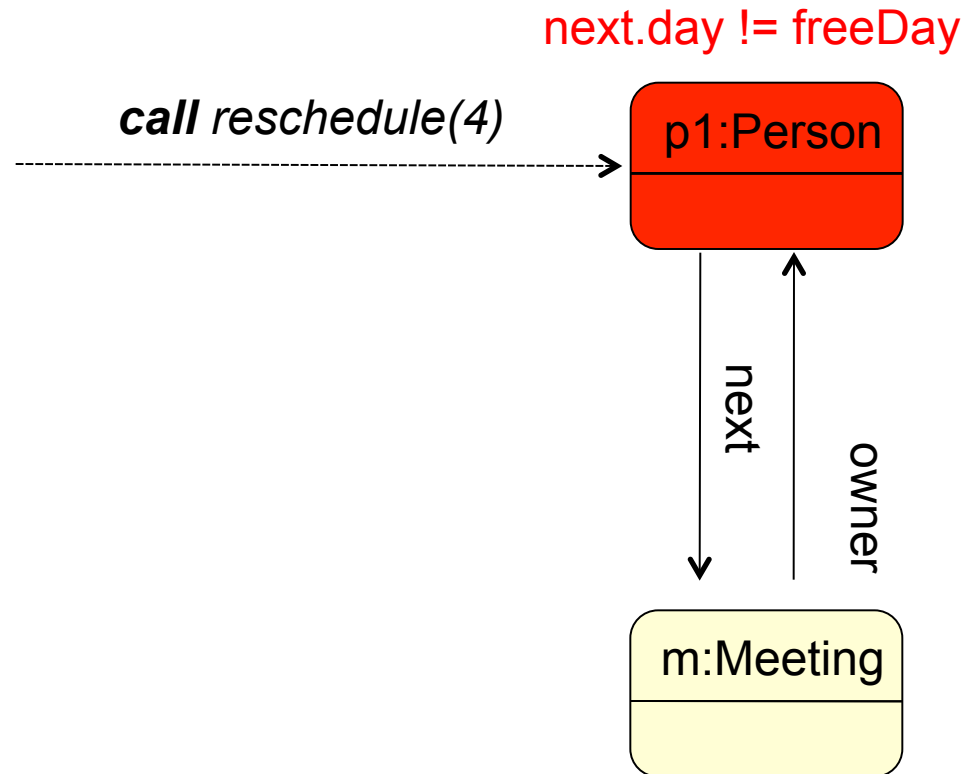 next.day != freeDay
call reschedule(4)
p1:Person
next
owner
m:Meeting